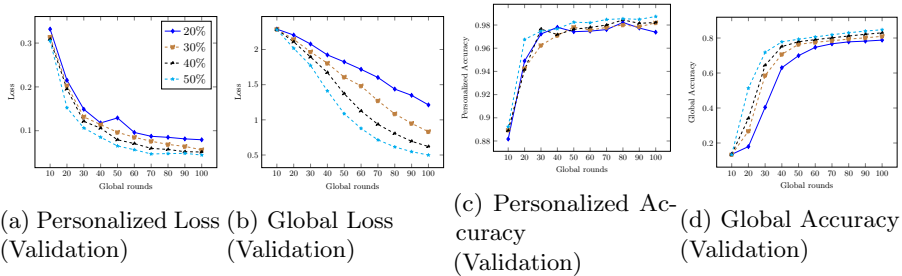 0.3
0.2
0.1
Loss
10 20 30 40 50 60 70 80 90 100
Global rounds
20%
30%
40%
50%
(a) Personalized Loss
(Validation)
2
1.5
1
0.5
Loss
10 20 30 40 50 60 70 80 90 100
Global rounds
(b) Global Loss
(Validation)
0.98
0.96
0.94
0.92
0.9
0.88
Personalized Accuracy
10 20 30 40 50 60 70 80 90 100
Global rounds
(c) Personalized Ac-
curacy
(Validation)
0.8
0.6
0.4
0.2
Global Accuracy
10 20 30 40 50 60 70 80 90 100
Global rounds
(d) Global Accuracy
(Validation)